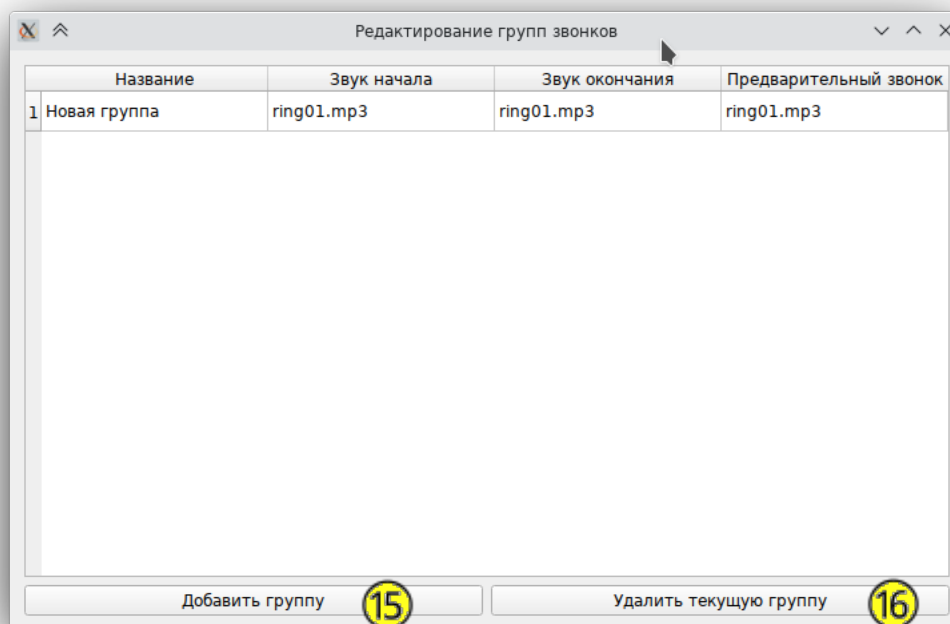 Редактирование групп звонков
Название Звук начала Звук окончания Предварительный звонок
1 Новая группа ring01.mp3 ring01.mp3 ring01.mp3
Добавить группу 15 Удалить текущую группу 16